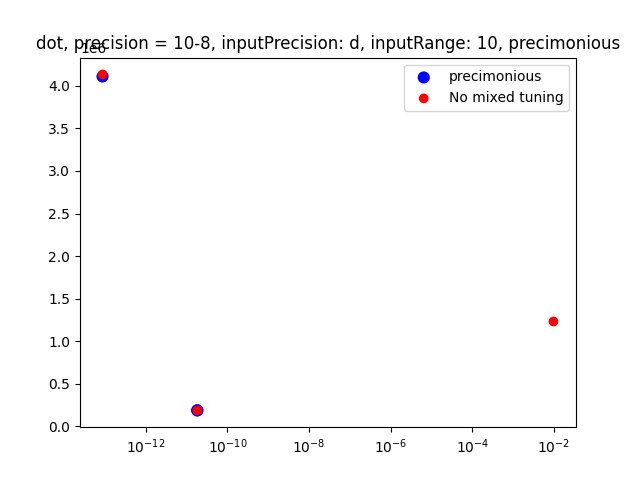 dot, precision = 10-8, inputPrecision: d, inputRange: 10, precimonious
1e6
precimonious
No mixed tuning
4.0
3.5
3.0
2.5
2.0
1.5
1.0
0.5
0.0
10⁻¹² 10⁻¹⁰ 10⁻⁸ 10⁻⁶ 10⁻⁴ 10⁻²